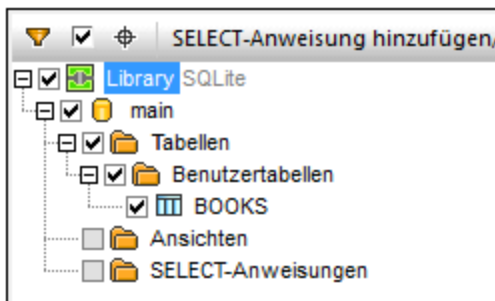 SELECT-Anweisung hinzufügen/
Library SQLite
main
Tabellen
Benutzertabellen
BOOKS
Ansichten
SELECT-Anweisungen